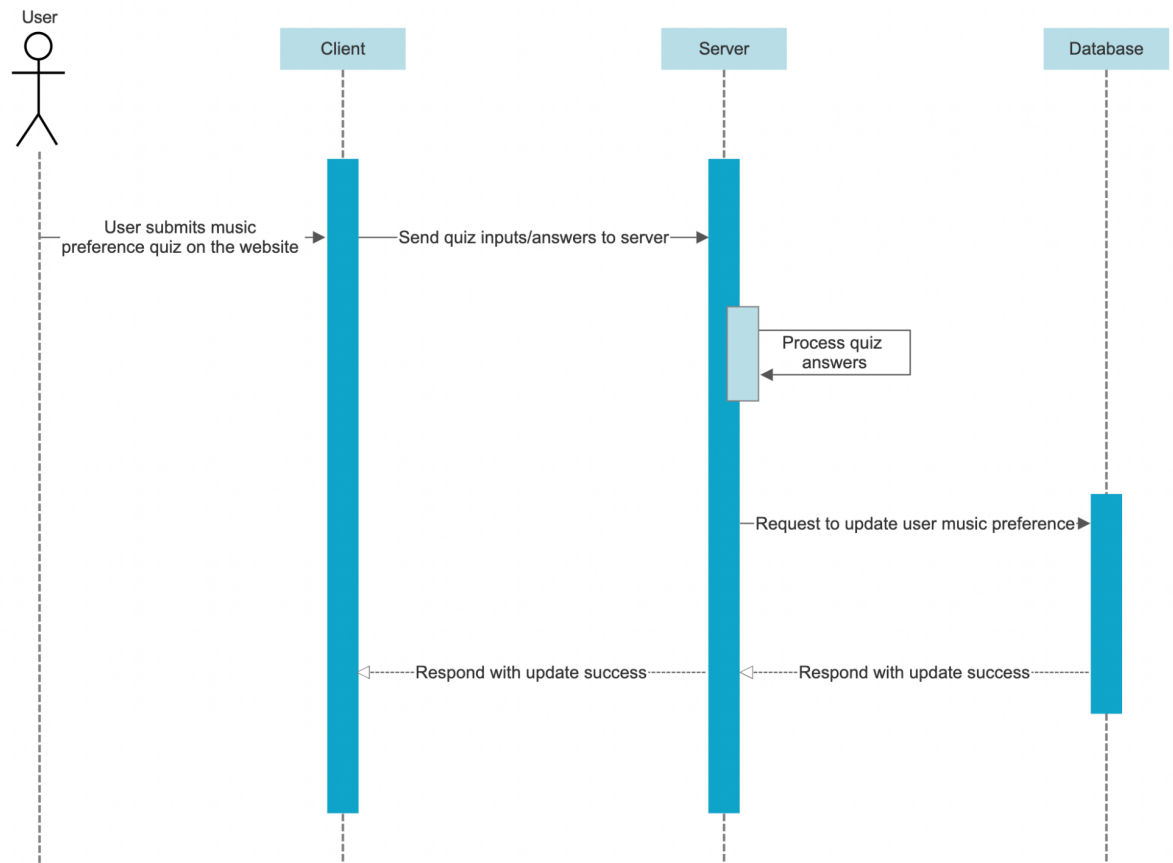 User
Client
Server
Database
User submits music
preference quiz on the website
Send quiz inputs/answers to server
Process quiz
answers
Request to update user music preference
Respond with update success
Respond with update success